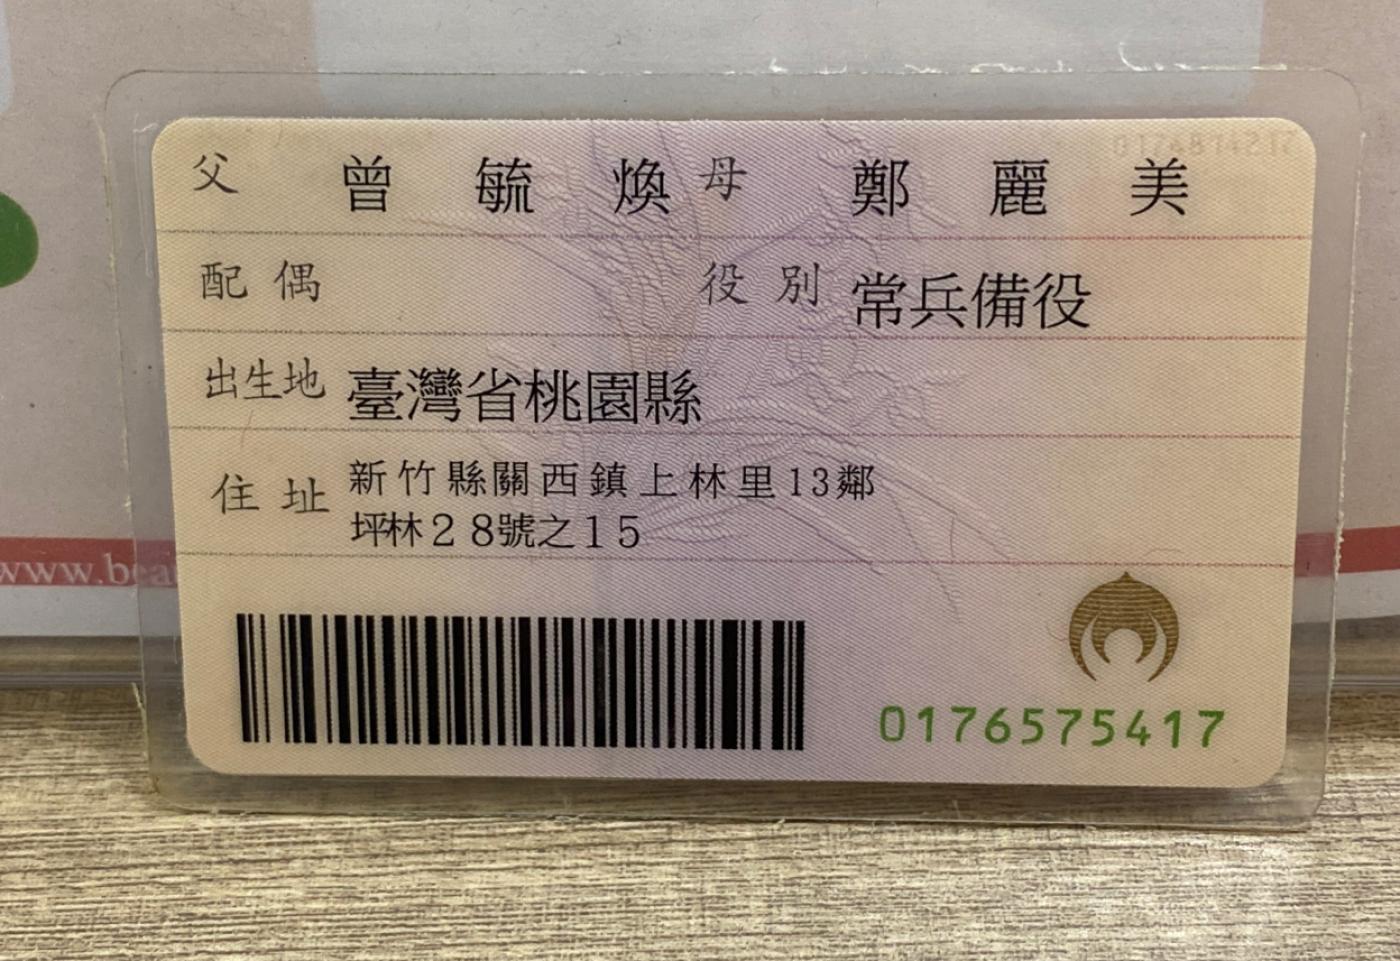 父 曾毓煥 母 鄭麗美
配偶 役別 常兵備役
出生地 臺灣省桃園縣
住址 新竹縣關西鎮上林里13鄰
坪林28號之15
www.bea
0176575417